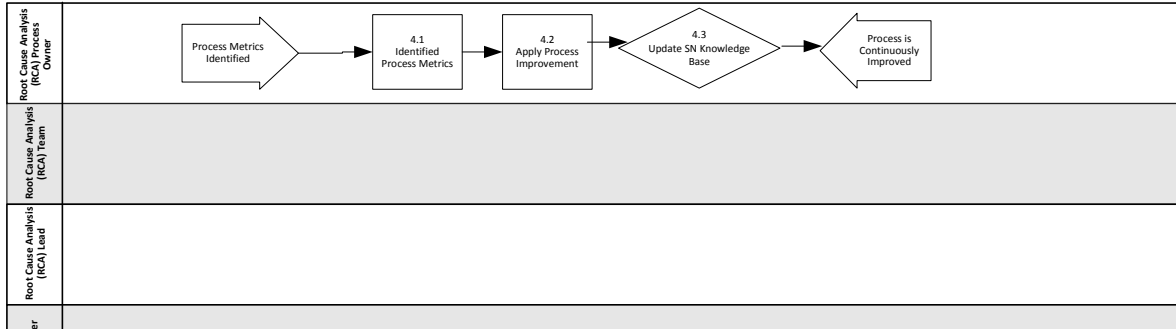 Root Cause Analysis
(RCA) Process
Owner
Process Metrics
Identified
4.1
Identified
Process Metrics
4.2
Apply Process
Improvement
4.3
Update SN Knowledge
Base
Process is
Continuously
Improved
Root Cause Analysis
(RCA) Team
Root Cause Analysis
(RCA) Lead